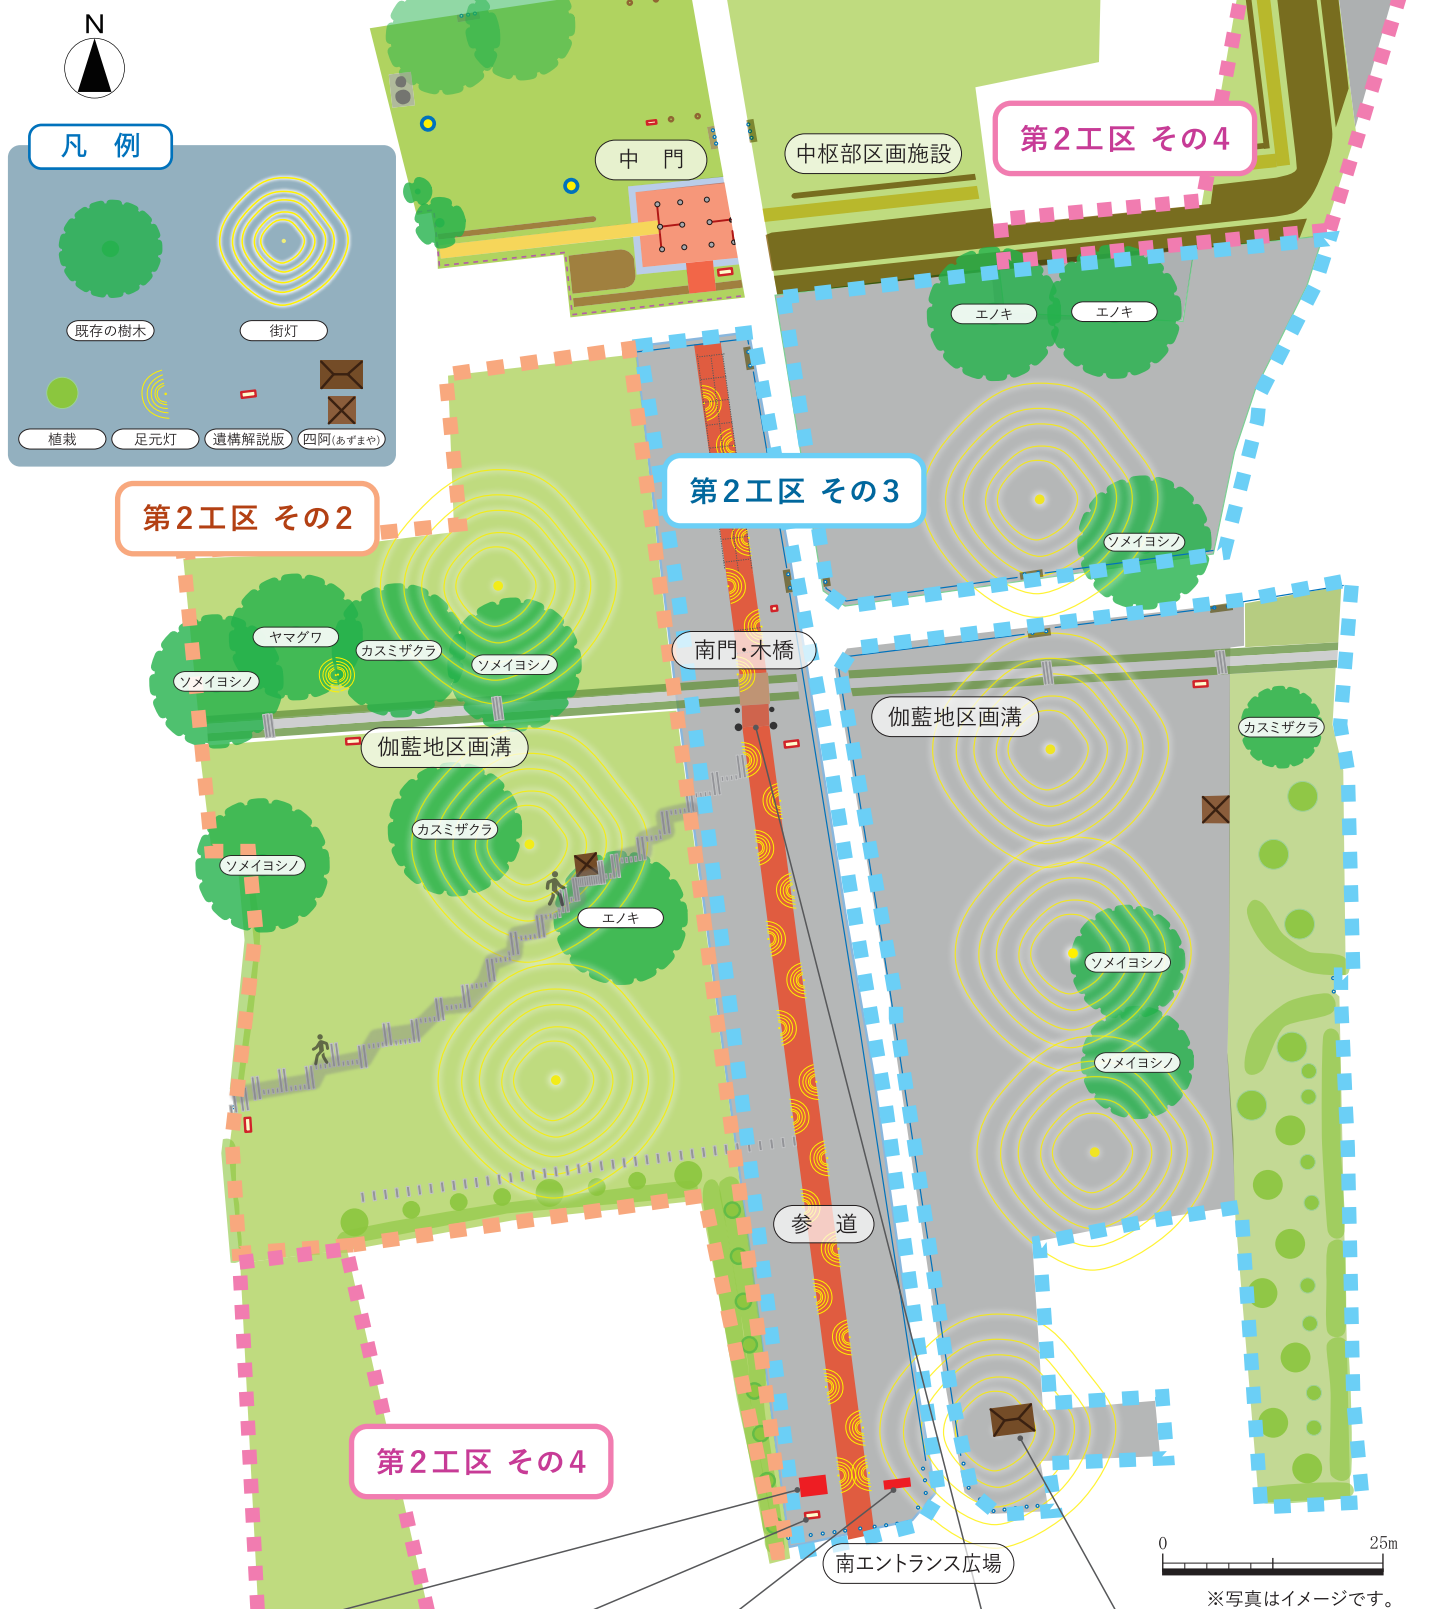 N
凡 例
既存の樹木
街灯
植栽
足元灯
遺構解説版
四阿(あずまや)
中 門
中枢部区画施設
第2工区 その4
エノキ
エノキ
第2工区 その3
第2工区 その2
ソメイヨシノ
ヤマグワ
カスミザクラ
ソメイヨシノ
ソメイヨシノ
南門・木橋
伽藍地区画溝
伽藍地区画溝
カスミザクラ
カスミザクラ
ソメイヨシノ
エノキ
ソメイヨシノ
ソメイヨシノ
参 道
第2工区 その4
南エントランス広場
0 25m
※写真はイメージです。